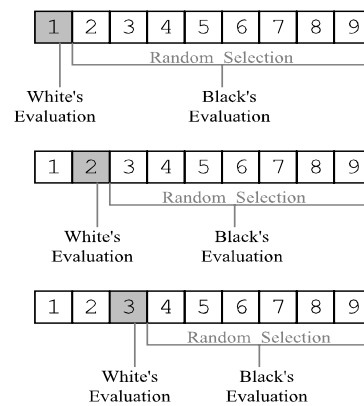 1 2 3 4 5 6 7 8 9
Random Selection
White's Black's
Evaluation Evaluation
1 2 3 4 5 6 7 8 9
Random Selection
White's Black's
Evaluation Evaluation
1 2 3 4 5 6 7 8 9
Random Selection
White's Black's
Evaluation Evaluation